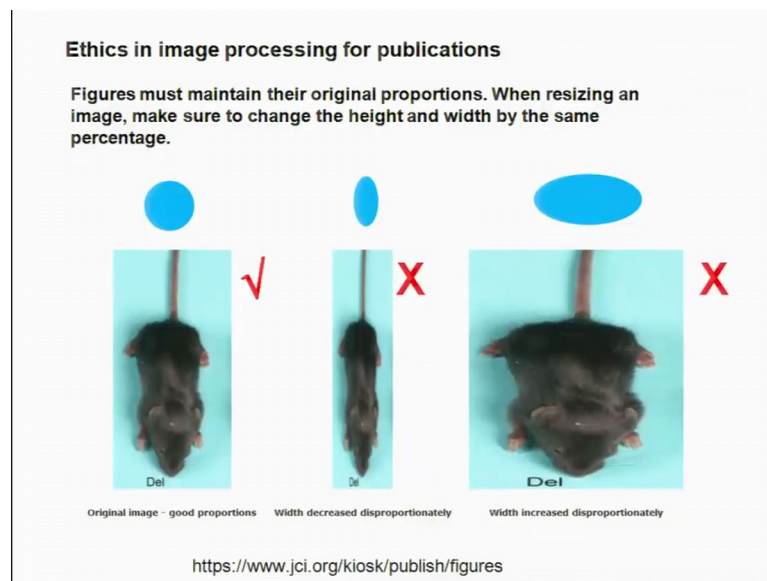 Ethics in image processing for publications
Figures must maintain their original proportions. When resizing an
image, make sure to change the height and width by the same
percentage.
√
X
X
Del
Del
Del
Original image - good proportions
Width decreased disproportionately
Width increased disproportionately
https://www.jci.org/kiosk/publish/figures